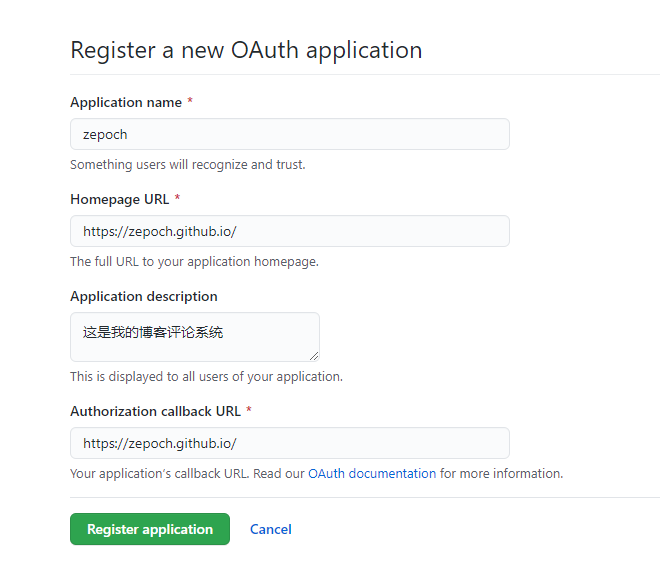 Register a new OAuth application
Application name *
zepoch
Something users will recognize and trust.
Homepage URL *
https://zepoch.github.io/
The full URL to your application homepage.
Application description
这是我的博客评论系统
This is displayed to all users of your application.
Authorization callback URL *
https://zepoch.github.io/
Your application's callback URL. Read our OAuth documentation for more information.
Register application Cancel